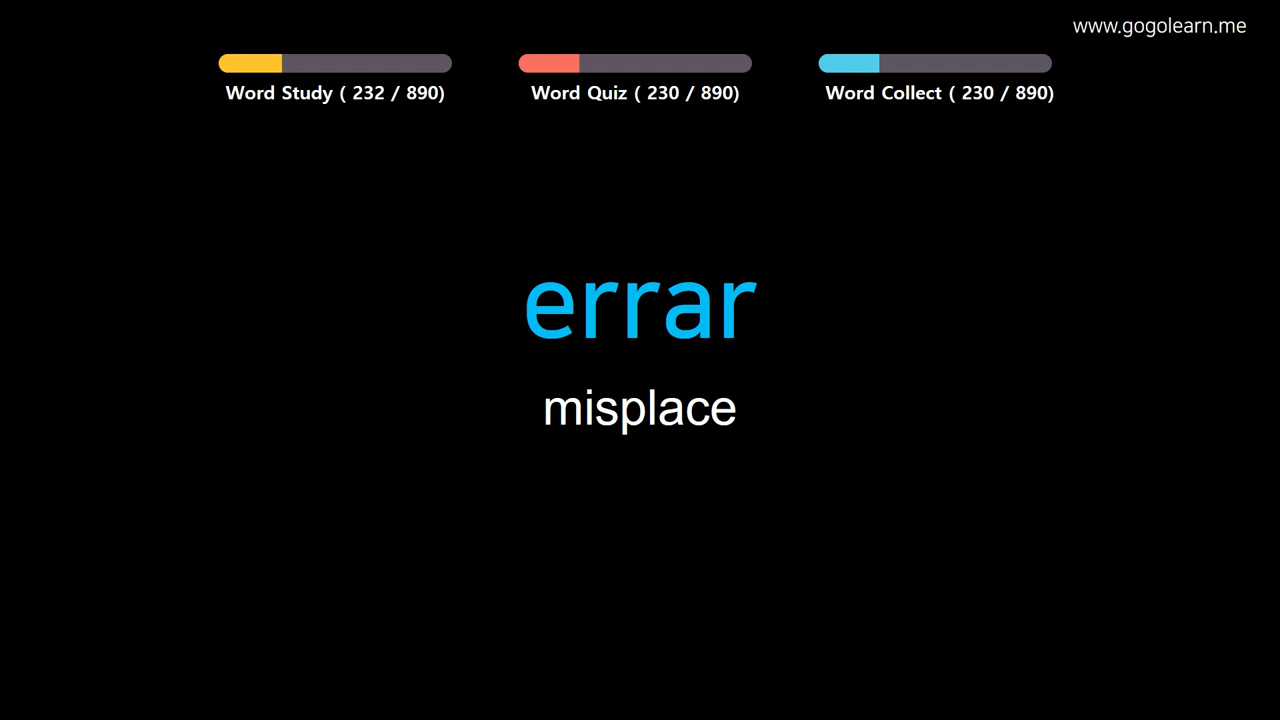 www.gogolearn.me
Word Study ( 232 / 890)
Word Quiz ( 230 / 890)
Word Collect ( 230 / 890)
errar
misplace